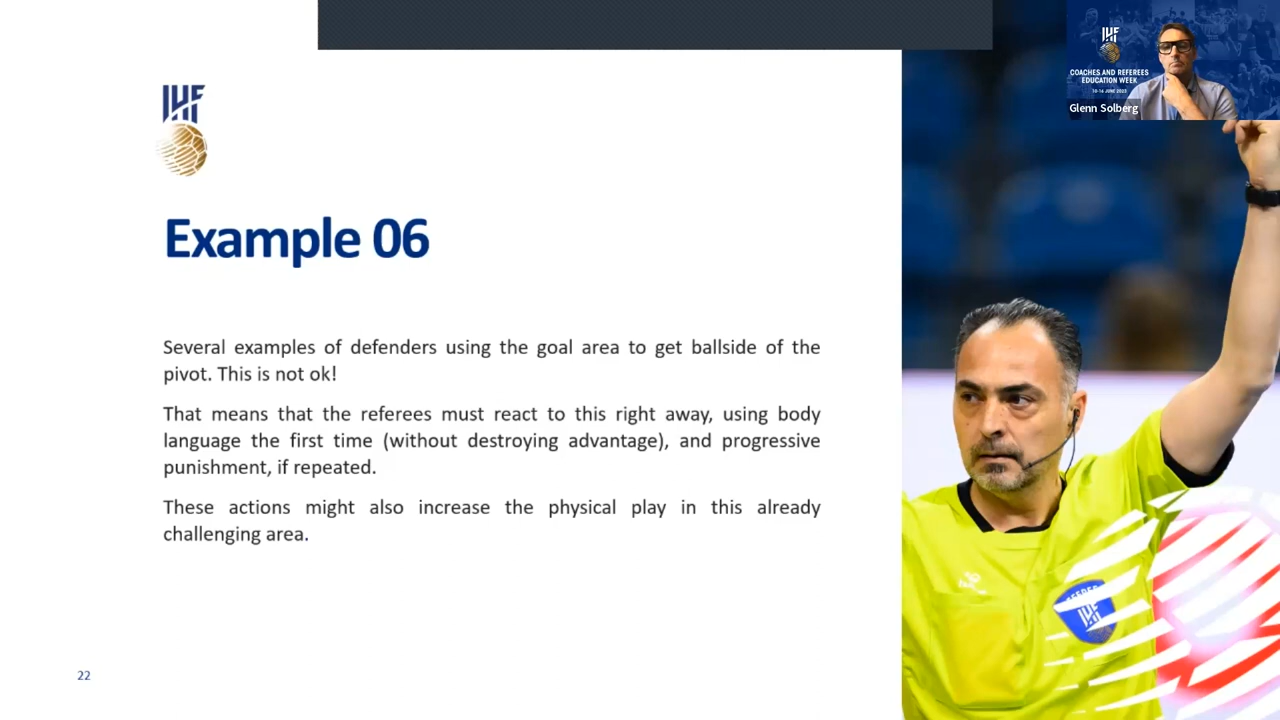 IHF
COACHES AND REFEREES
EDUCATION WEEK
10-16 JUNE 2023
Glenn Solberg
IHF
Example 06
Several examples of defenders using the goal area to get ballside of the
pivot. This is not ok!
That means that the referees must react to this right away, using body
language the first time (without destroying advantage), and progressive
punishment, if repeated.
These actions might also increase the physical play in this already
challenging area.
IHF
22